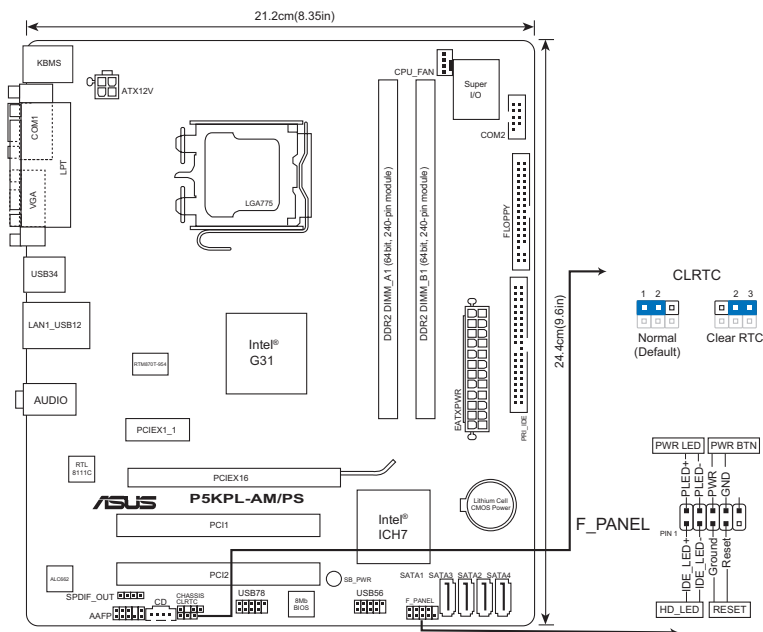 21.2cm(8.35in)
KBMS
ATX12V
CPU_FAN
Super
I/O
COM2
COM1
LPT
VGA
LGA775
DDR2 DIMM_A1 (64bit, 240-pin module)
DDR2 DIMM_B1 (64bit, 240-pin module)
FLOPPY
24.4cm(9.6in)
USB34
LAN1_USB12
AUDIO
Intel®
G31
RTM870T-954
EATXPWR
PRI_IDE
PCIEX1_1
RTL
8111C
PCIEX16
ASUS
P5KPL-AM/PS
Lithium Cell
CMOS Power
PCI1
Intel®
ICH7
PCI2
ALC662
SB_PWR
SATA1
SATA3
SATA2
SATA4
SPDIF_OUT
AAFP
CD
CHASSIS
CLRTC
USB78
8Mb
BIOS
USB56
F_PANEL
CLRTC
1 2
2 3
Normal
(Default)
Clear RTC
F_PANEL
PWR LED
PWR BTN
PLED+
PLED-
PWR
GND
PIN 1
IDE_LED+
IDE_LED-
Ground
Reset
HD_LED
RESET